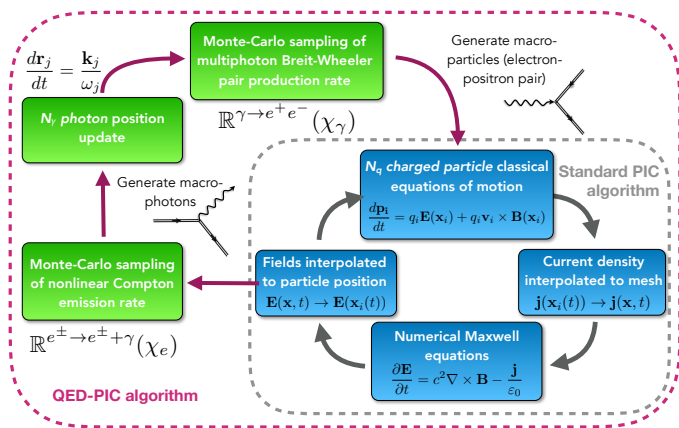 Monte-Carlo sampling of
multiphoton Breit-Wheeler
pair production rate
ℝ^{γ→e⁺e⁻}(χ_γ)
Generate macro-
particles (electron-
positron pair)
d𝐫_j/dt = 𝐤_j/ω_j
N_γ photon position
update
Generate macro-
photons
Monte-Carlo sampling
of nonlinear Compton
emission rate
ℝ^{e^±→e^±+γ}(χ_e)
QED-PIC algorithm
Standard PIC
algorithm
N_q charged particle classical
equations of motion
d𝐩_𝐢/dt = q_i𝐄(𝐱_i) + q_i𝐯_i × 𝐁(𝐱_i)
Current density
interpolated to mesh
𝐣(𝐱_i(t)) → 𝐣(𝐱, t)
Numerical Maxwell
equations
∂𝐄/∂t = c²∇ × 𝐁 − 𝐣/ε₀
Fields interpolated
to particle position
𝐄(𝐱, t) → 𝐄(𝐱_i(t))